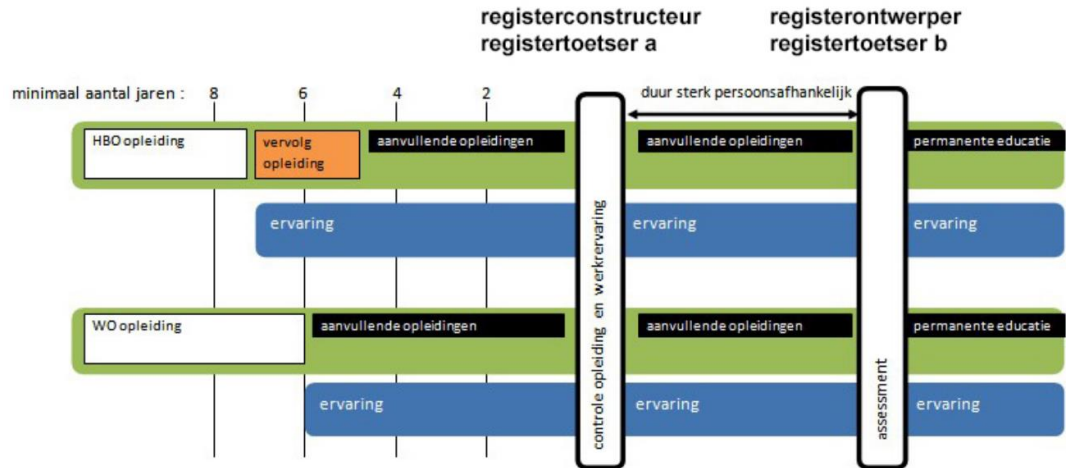 registerconstructeur
registertoetser a
registerontwerper
registertoetser b
minimaal aantal jaren :
8
6
4
2
duur sterk persoonsafhankelijk
HBO opleiding
vervolg
opleiding
aanvullende opleidingen
aanvullende opleidingen
permanente educatie
ervaring
ervaring
ervaring
controle opleiding en werkrervaring
assessment
WO opleiding
aanvullende opleidingen
aanvullende opleidingen
permanente educatie
ervaring
ervaring
ervaring